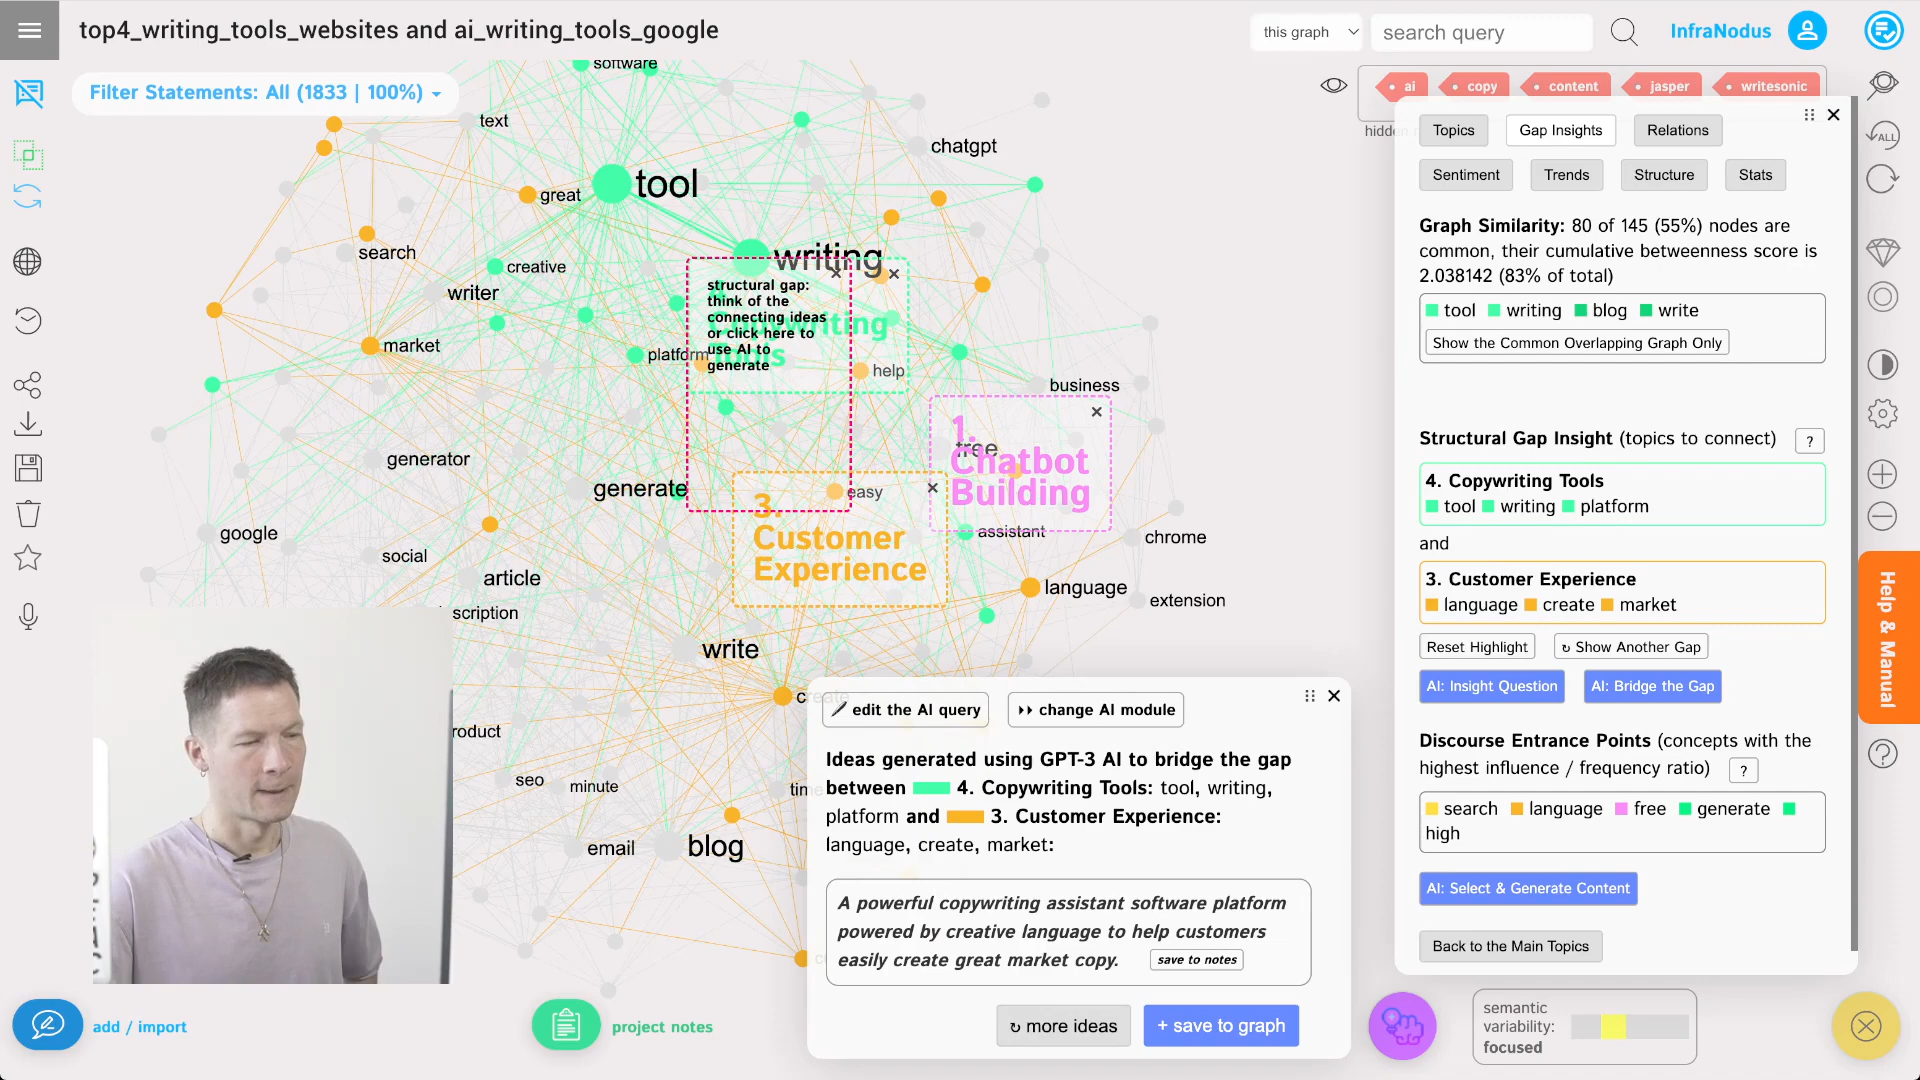 top4_writing_tools_websites and ai_writing_tools_google
this graph
search query
InfraNodus
Filter Statements: All (1833 | 100%)
ai
copy
content
jasper
writesonic
software
text
chatgpt
tool
great
search
creative
writing
writer
structural gap:
think of the
connecting ideas
or click here to
use AI to
generate
Copywriting
Tools
market
platform
help
business
1.
free
Chatbot
Building
generator
generate
easy
3.
Customer
Experience
google
assistant
chrome
social
article
language
extension
scription
write
product
seo
minute
time
email
blog
Topics
Gap Insights
Relations
Sentiment
Trends
Structure
Stats
Graph Similarity: 80 of 145 (55%) nodes are
common, their cumulative betweenness score is
2.038142 (83% of total)
tool writing blog write
Show the Common Overlapping Graph Only
Structural Gap Insight (topics to connect) ?
4. Copywriting Tools
tool writing platform
and
3. Customer Experience
language create market
Reset Highlight
↻ Show Another Gap
AI: Insight Question
AI: Bridge the Gap
Discourse Entrance Points (concepts with the
highest influence / frequency ratio) ?
search language free generate
high
AI: Select & Generate Content
Back to the Main Topics
ALL
Help & Manual
edit the AI query
change AI module
Ideas generated using GPT-3 AI to bridge the gap
between 4. Copywriting Tools: tool, writing,
platform and 3. Customer Experience:
language, create, market:
A powerful copywriting assistant software platform
powered by creative language to help customers
easily create great market copy. save to notes
↻ more ideas
+ save to graph
add / import
project notes
semantic
variability:
focused